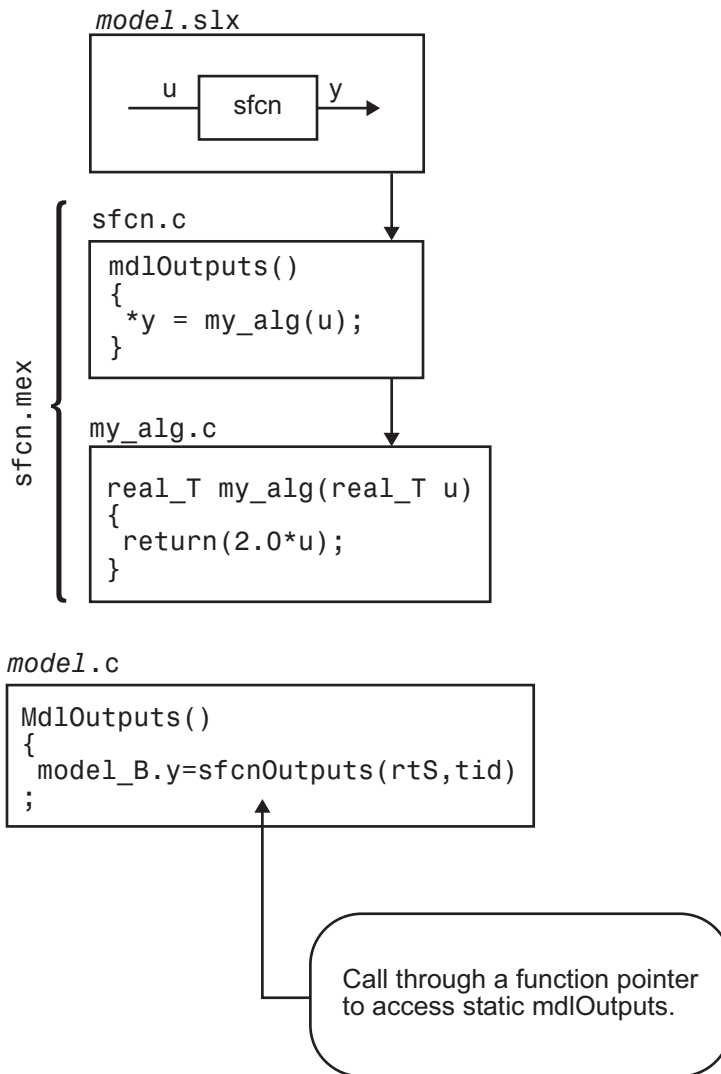 model.slx
u
sfcn
y
sfcn.mex
sfcn.c
mdlOutputs()
{
*y = my_alg(u);
}
my_alg.c
real_T my_alg(real_T u)
{
return(2.0*u);
}
model.c
MdlOutputs()
{
model_B.y=sfcnOutputs(rtS,tid)
;
Call through a function pointer
to access static mdlOutputs.